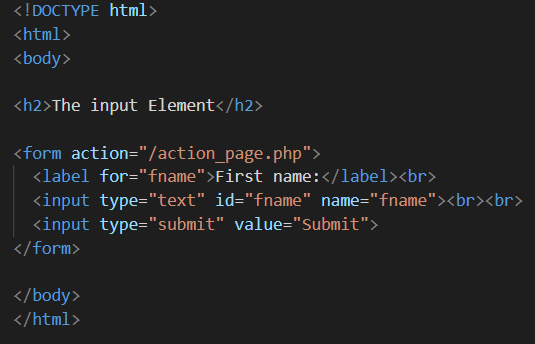 <!DOCTYPE html>
<html>
<body>
<h2>The input Element</h2>
<form action="/action_page.php">
<label for="fname">First name:</label><br>
<input type="text" id="fname" name="fname"><br><br>
<input type="submit" value="Submit">
</form>
</body>
</html>